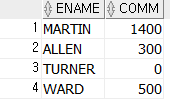 ENAME COMM
1 MARTIN 1400
2 ALLEN 300
3 TURNER 0
4 WARD 500